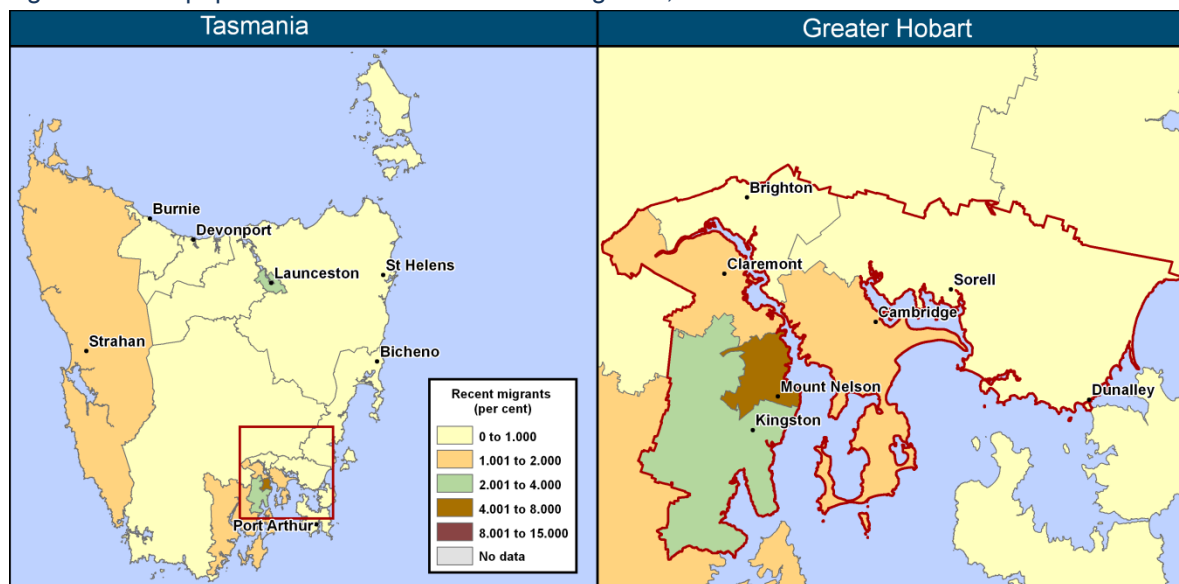 Tasmania
Greater Hobart
Burnie
Devonport
Launceston
St Helens
Strahan
Bicheno
Port Arthur
Recent migrants
(per cent)
0 to 1.000
1.001 to 2.000
2.001 to 4.000
4.001 to 8.000
8.001 to 15.000
No data
Brighton
Claremont
Sorell
Cambridge
Mount Nelson
Dunalley
Kingston